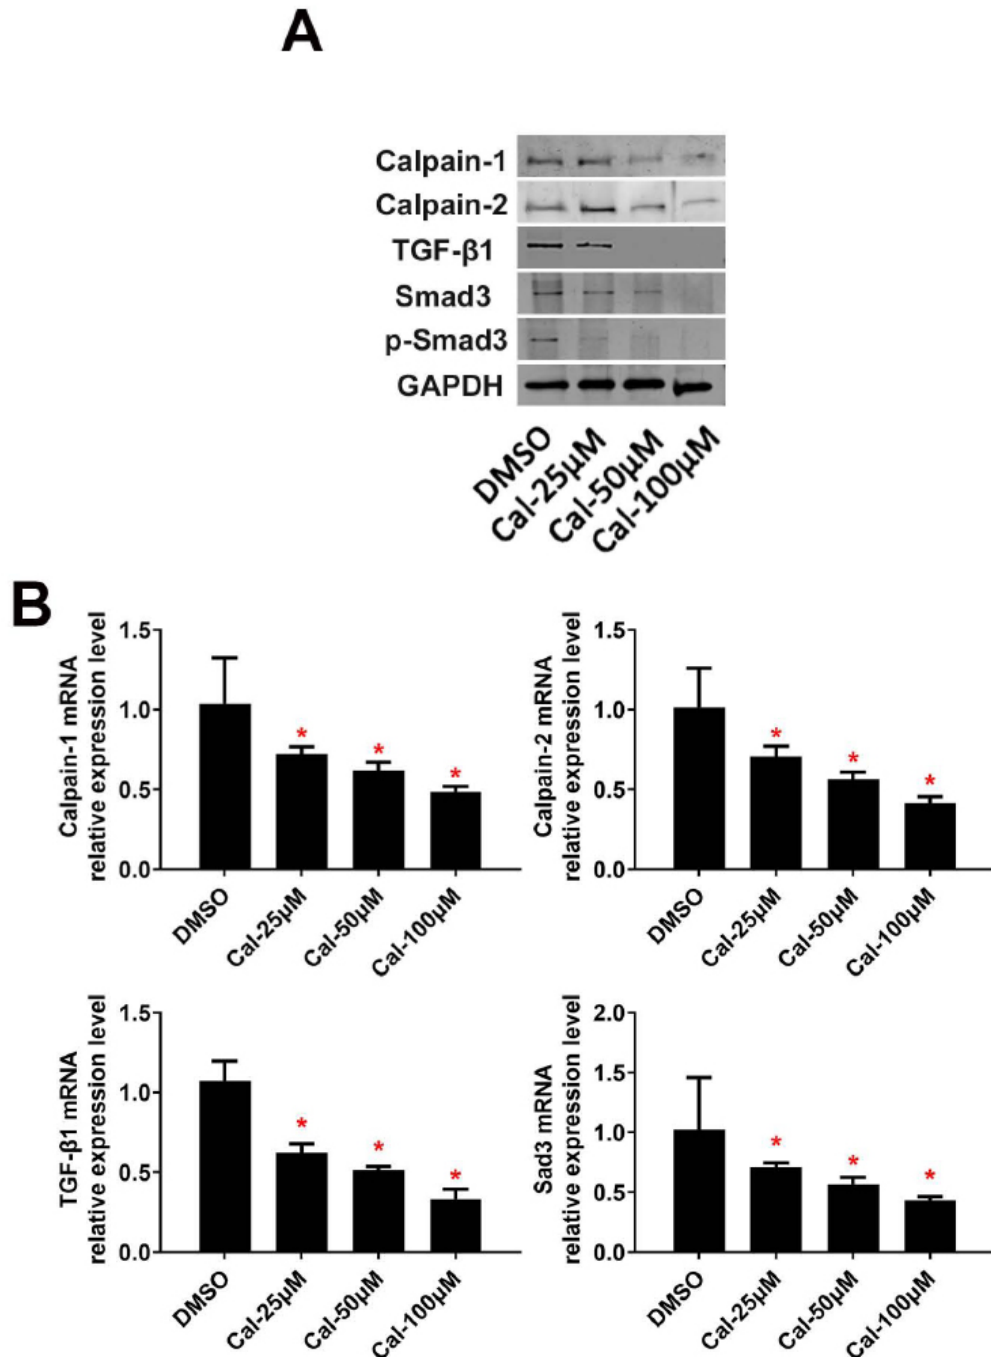 A
Calpain-1
Calpain-2
TGF-β1
Smad3
p-Smad3
GAPDH
DMSO
Cal-25μM
Cal-50μM
Cal-100μM
B
Calpain-1 mRNA
relative expression level
1.5
1.0
0.5
0.0
*
*
*
DMSO
Cal-25μM
Cal-50μM
Cal-100μM
Calpain-2 mRNA
relative expression level
1.5
1.0
0.5
0.0
*
*
*
DMSO
Cal-25μM
Cal-50μM
Cal-100μM
TGF-β1 mRNA
relative expression level
1.5
1.0
0.5
0.0
*
*
*
DMSO
Cal-25μM
Cal-50μM
Cal-100μM
Sad3 mRNA
relative expression level
2.0
1.5
1.0
0.5
0.0
*
*
*
DMSO
Cal-25μM
Cal-50μM
Cal-100μM